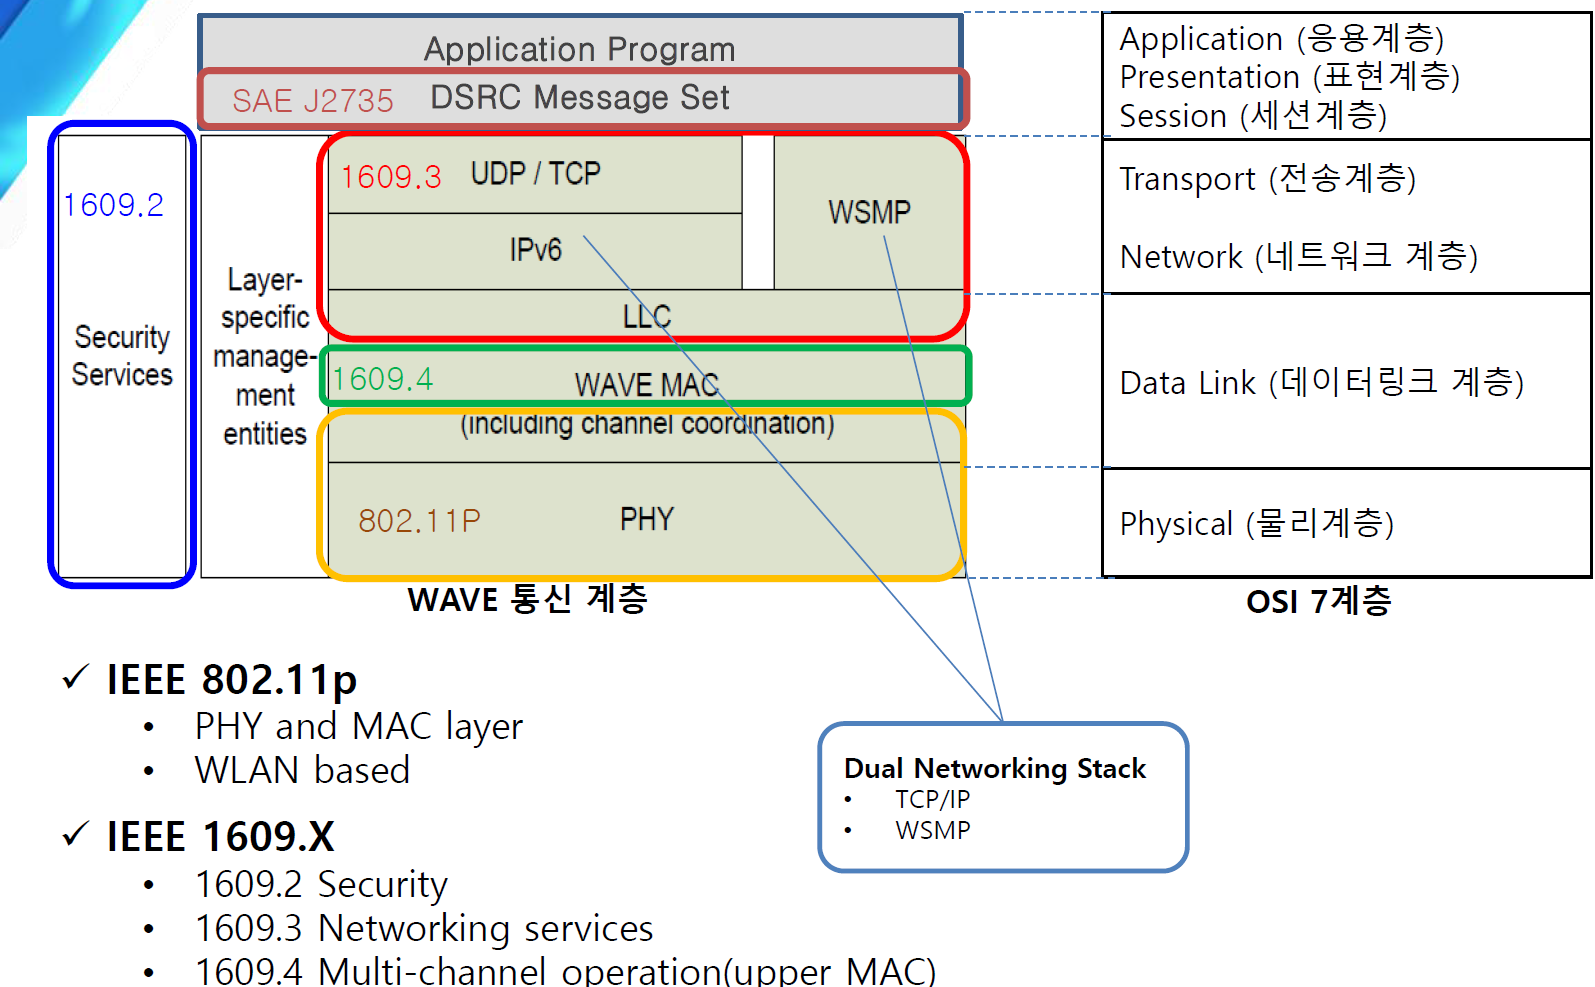 Application Program
SAE J2735 DSRC Message Set
1609.2
Security
Services
Layer-
specific
manage-
ment
entities
1609.3 UDP / TCP
IPv6
WSMP
LLC
1609.4 WAVE MAC
(including channel coordination)
802.11P PHY
WAVE 통신 계층
Application (응용계층)
Presentation (표현계층)
Session (세션계층)
Transport (전송계층)
Network (네트워크 계층)
Data Link (데이터링크 계층)
Physical (물리계층)
OSI 7계층
✓ IEEE 802.11p
• PHY and MAC layer
• WLAN based
✓ IEEE 1609.X
• 1609.2 Security
• 1609.3 Networking services
• 1609.4 Multi-channel operation(upper MAC)
Dual Networking Stack
• TCP/IP
• WSMP